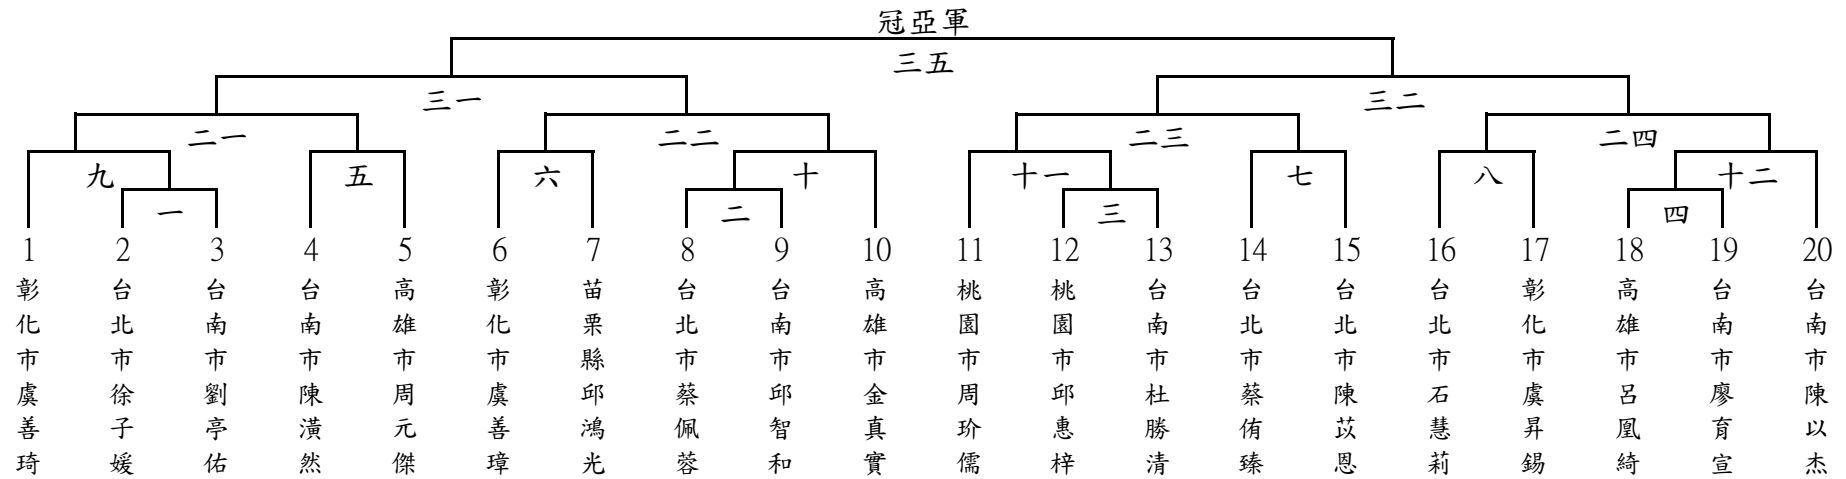 冠亞軍
三五
三一 三二
二一 二二 二三 二四
九 五 六 十 十一 七 八 十二
一 二 三 四
1 2 3 4 5 6 7 8 9 10 11 12 13 14 15 16 17 18 19 20
彰化市虞善琦
台北市徐子媛
台南市劉亭佑
台南市陳潢然
高雄市周元傑
彰化市虞善璋
苗栗縣邱鴻光
台北市蔡佩蓉
台南市邱智和
高雄市金真實
桃園市周玠儒
桃園市邱惠梓
台南市杜勝清
台北市蔡侑臻
台北市陳苡恩
台北市石慧莉
彰化市虞昇錫
高雄市呂凰綺
台南市廖育宣
台南市陳以杰